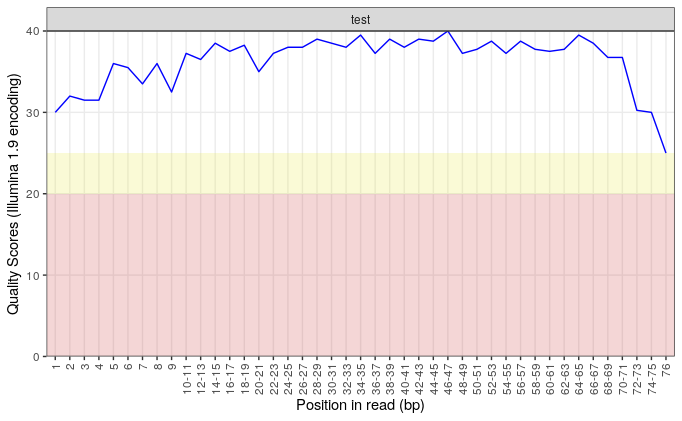 test
40
30
20
10
0
Quality Scores (Illumina 1.9 encoding)
1 2 3 4 5 6 7 8 9 10-11 12-13 14-15 16-17 18-19 20-21 22-23 24-25 26-27 28-29 30-31 32-33 34-35 36-37 38-39 40-41 42-43 44-45 46-47 48-49 50-51 52-53 54-55 56-57 58-59 60-61 62-63 64-65 66-67 68-69 70-71 72-73 74-75 76
Position in read (bp)